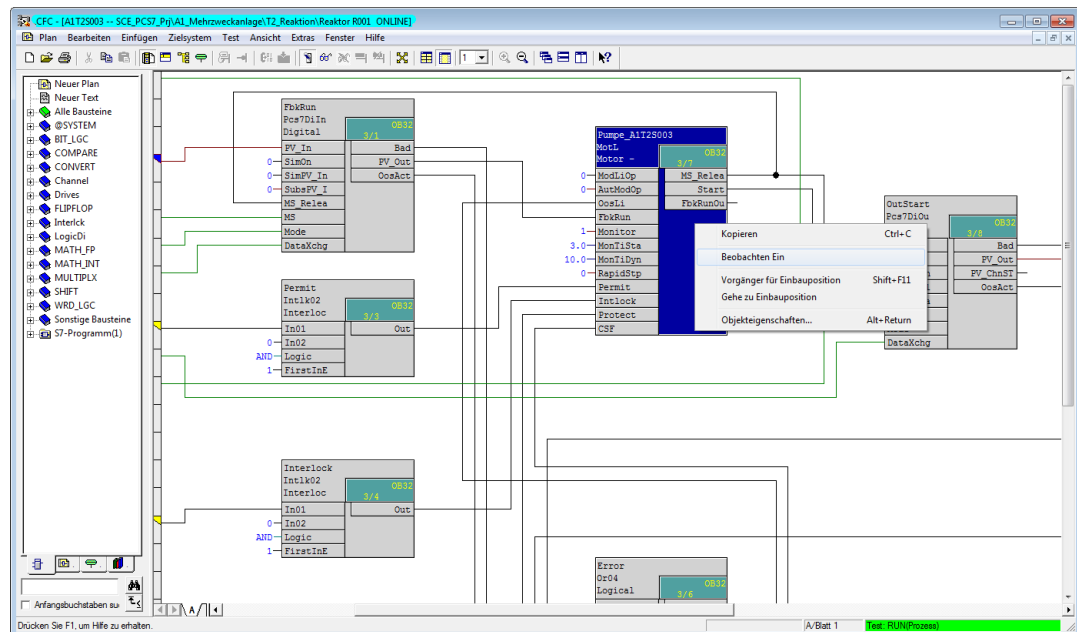 CFC - [A1T2S003 -- SCE_PCS7_Prj\A1_Mehrzweckanlage\T2_Reaktion\Reaktor R001 ONLINE]
Plan Bearbeiten Einfügen Zielsystem Test Ansicht Extras Fenster Hilfe
1
Neuer Plan
Neuer Text
Alle Bausteine
@SYSTEM
BIT_LGC
COMPARE
CONVERT
Channel
Drives
FLIPFLOP
Interlck
LogicDi
MATH_FP
MATH_INT
MULTIPLX
SHIFT
WRD_LGC
Sonstige Bausteine
S7-Programm(1)
Anfangsbuchstaben su
FbkRun
Pcs7DiIn
Digital
OB32
3/1
PV_In Bad
0 SimOn PV_Out
0 SimPV_In OosAct
0 SubsPV_I
MS_Relea
MS
Mode
DataXchg
Permit
Intlk02
Interloc
OB32
3/3
In01 Out
0 In02
AND Logic
1 FirstInE
Interlock
Intlk02
Interloc
OB32
3/4
In01 Out
0 In02
AND Logic
1 FirstInE
Pumpe_A1T2S003
MotL
Motor -
OB32
3/7
0 ModLiOp MS_Relea
0 AutModOp Start
OosLi FbkRunOu
FbkRun
1 Monitor
3.0 MonTiSta
10.0 MonTiDyn
0 RapidStp
Permit
Intlock
Protect
CSF
Kopieren Ctrl+C
Beobachten Ein
Vorgänger für Einbauposition Shift+F11
Gehe zu Einbauposition
Objekteigenschaften... Alt+Return
OutStart
Pcs7DiOu
OB32
3/8
Bad
PV_Out
PV_ChnST
OosAct
DataXchg
Error
Or04
Logical
OB32
3/6
A
Drücken Sie F1, um Hilfe zu erhalten.
A/Blatt 1
Test: RUN(Prozess)